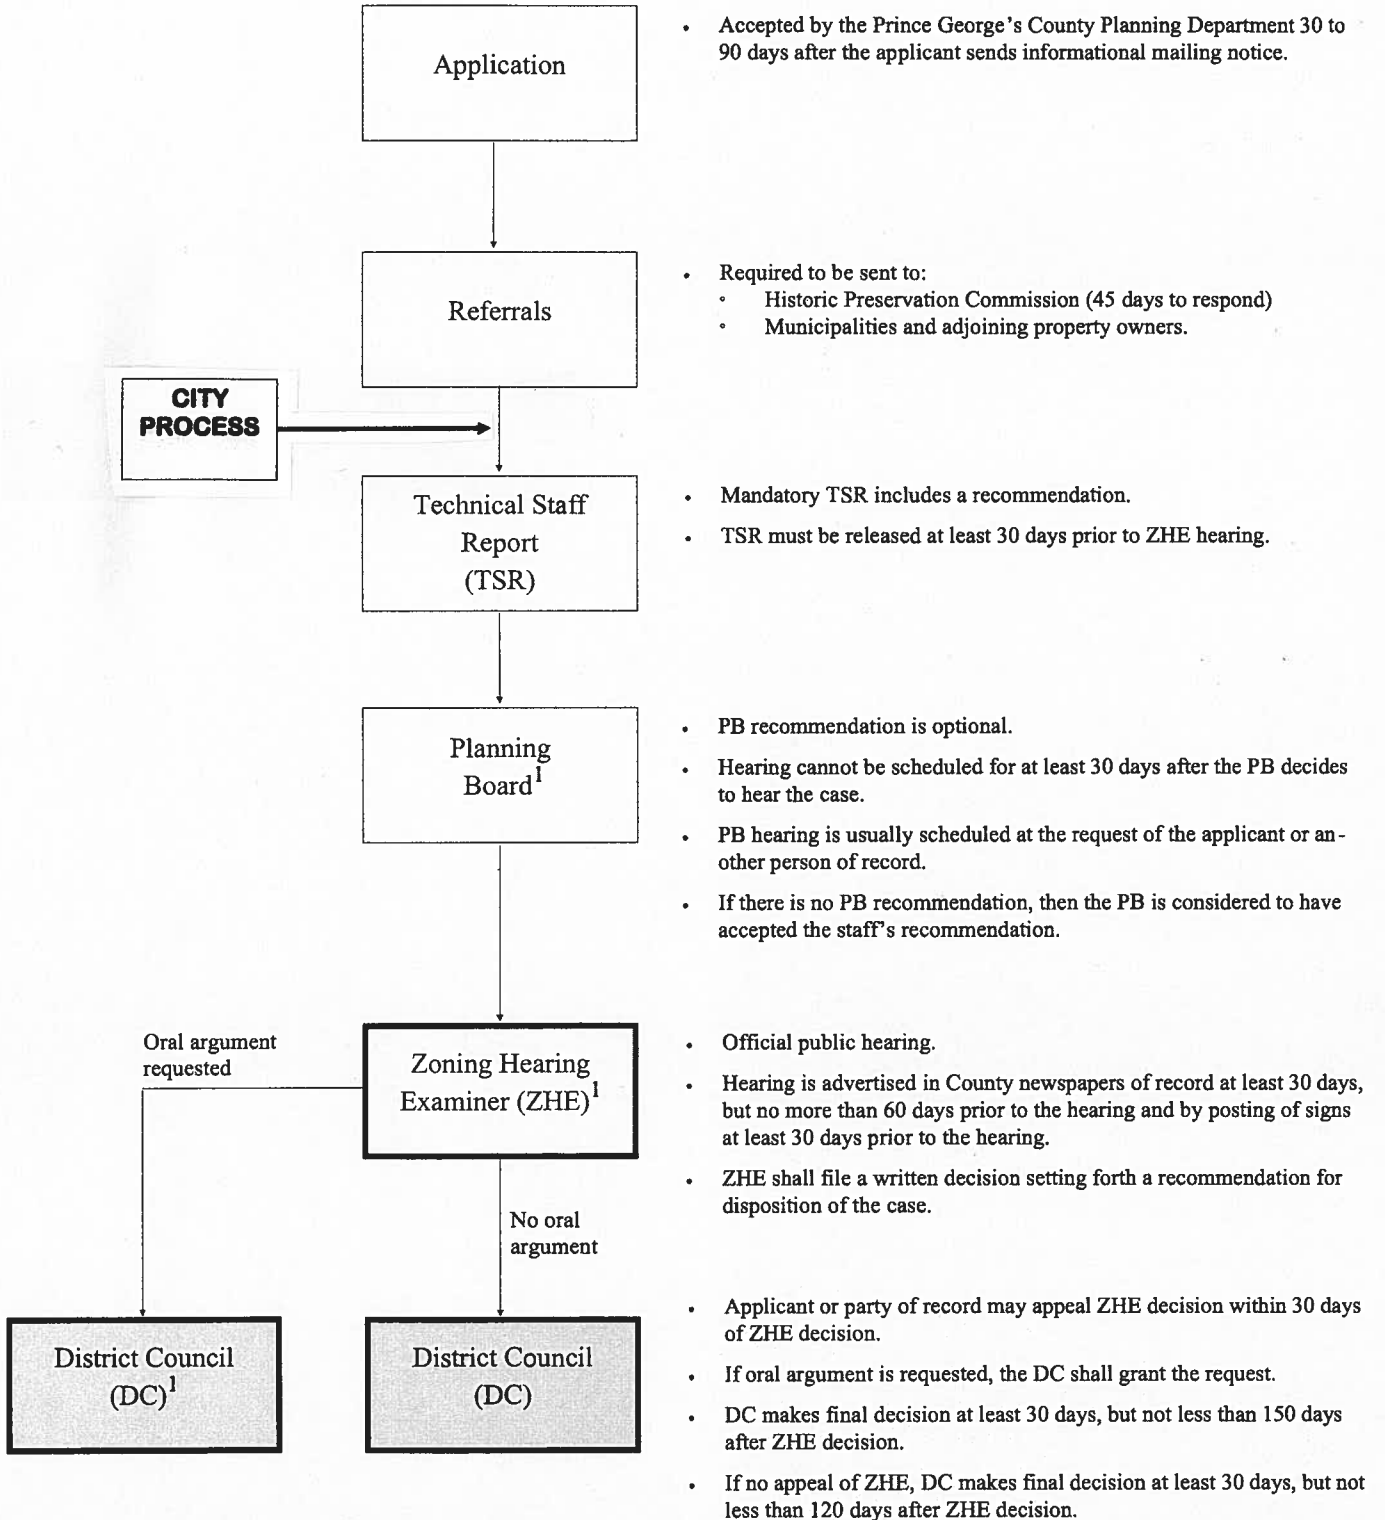 Application
• Accepted by the Prince George's County Planning Department 30 to
90 days after the applicant sends informational mailing notice.
Referrals
• Required to be sent to:
° Historic Preservation Commission (45 days to respond)
° Municipalities and adjoining property owners.
CITY
PROCESS
Technical Staff
Report
(TSR)
• Mandatory TSR includes a recommendation.
• TSR must be released at least 30 days prior to ZHE hearing.
Planning
Board1
• PB recommendation is optional.
• Hearing cannot be scheduled for at least 30 days after the PB decides
to hear the case.
• PB hearing is usually scheduled at the request of the applicant or an-
other person of record.
• If there is no PB recommendation, then the PB is considered to have
accepted the staff's recommendation.
Oral argument
requested
Zoning Hearing
Examiner (ZHE)1
• Official public hearing.
• Hearing is advertised in County newspapers of record at least 30 days,
but no more than 60 days prior to the hearing and by posting of signs
at least 30 days prior to the hearing.
• ZHE shall file a written decision setting forth a recommendation for
disposition of the case.
No oral
argument
District Council
(DC)1
District Council
(DC)
• Applicant or party of record may appeal ZHE decision within 30 days
of ZHE decision.
• If oral argument is requested, the DC shall grant the request.
• DC makes final decision at least 30 days, but not less than 150 days
after ZHE decision.
• If no appeal of ZHE, DC makes final decision at least 30 days, but not
less than 120 days after ZHE decision.